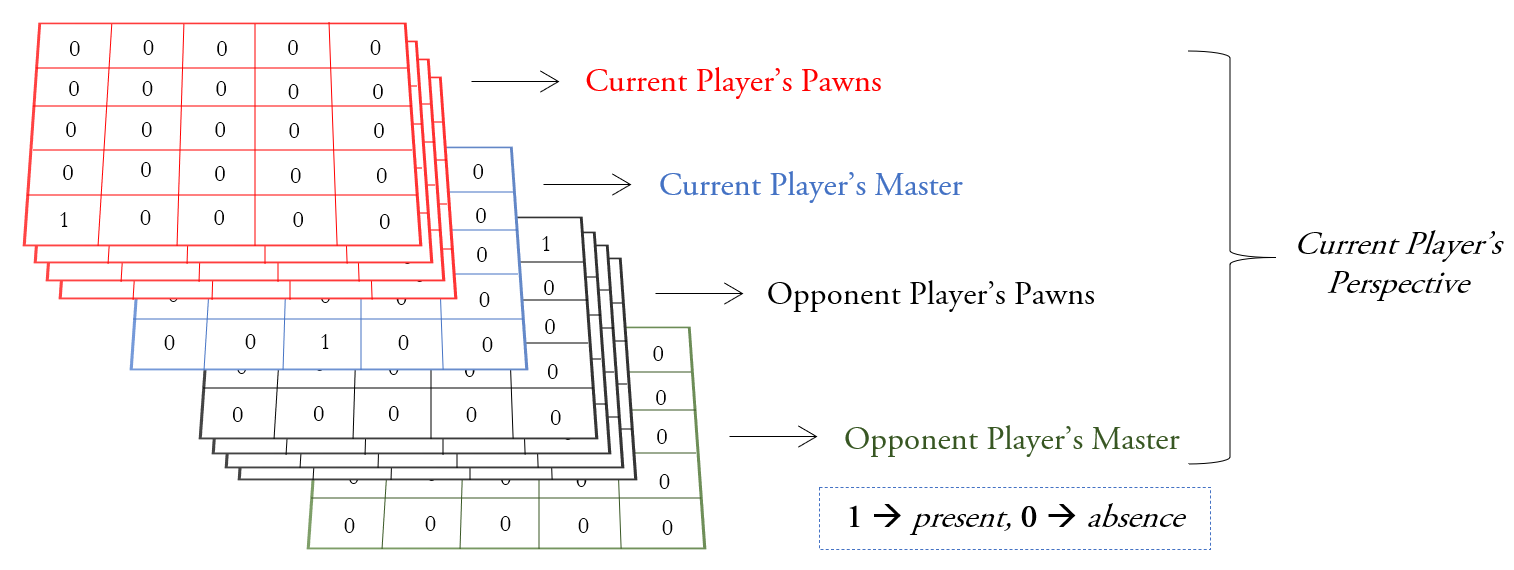 0 0 0 0 0
0 0 0 0 0
0 0 0 0 0
0 0 0 0 0
1 0 0 0 0
Current Player's Pawns
0
0
0
0
0 0 1 0 0
Current Player's Master
1
0
0
0
0 0 0 0 0
Opponent Player's Pawns
0
0
0
0
0 0 0 0 0
Opponent Player's Master
Current Player's
Perspective
1 → present, 0 → absence